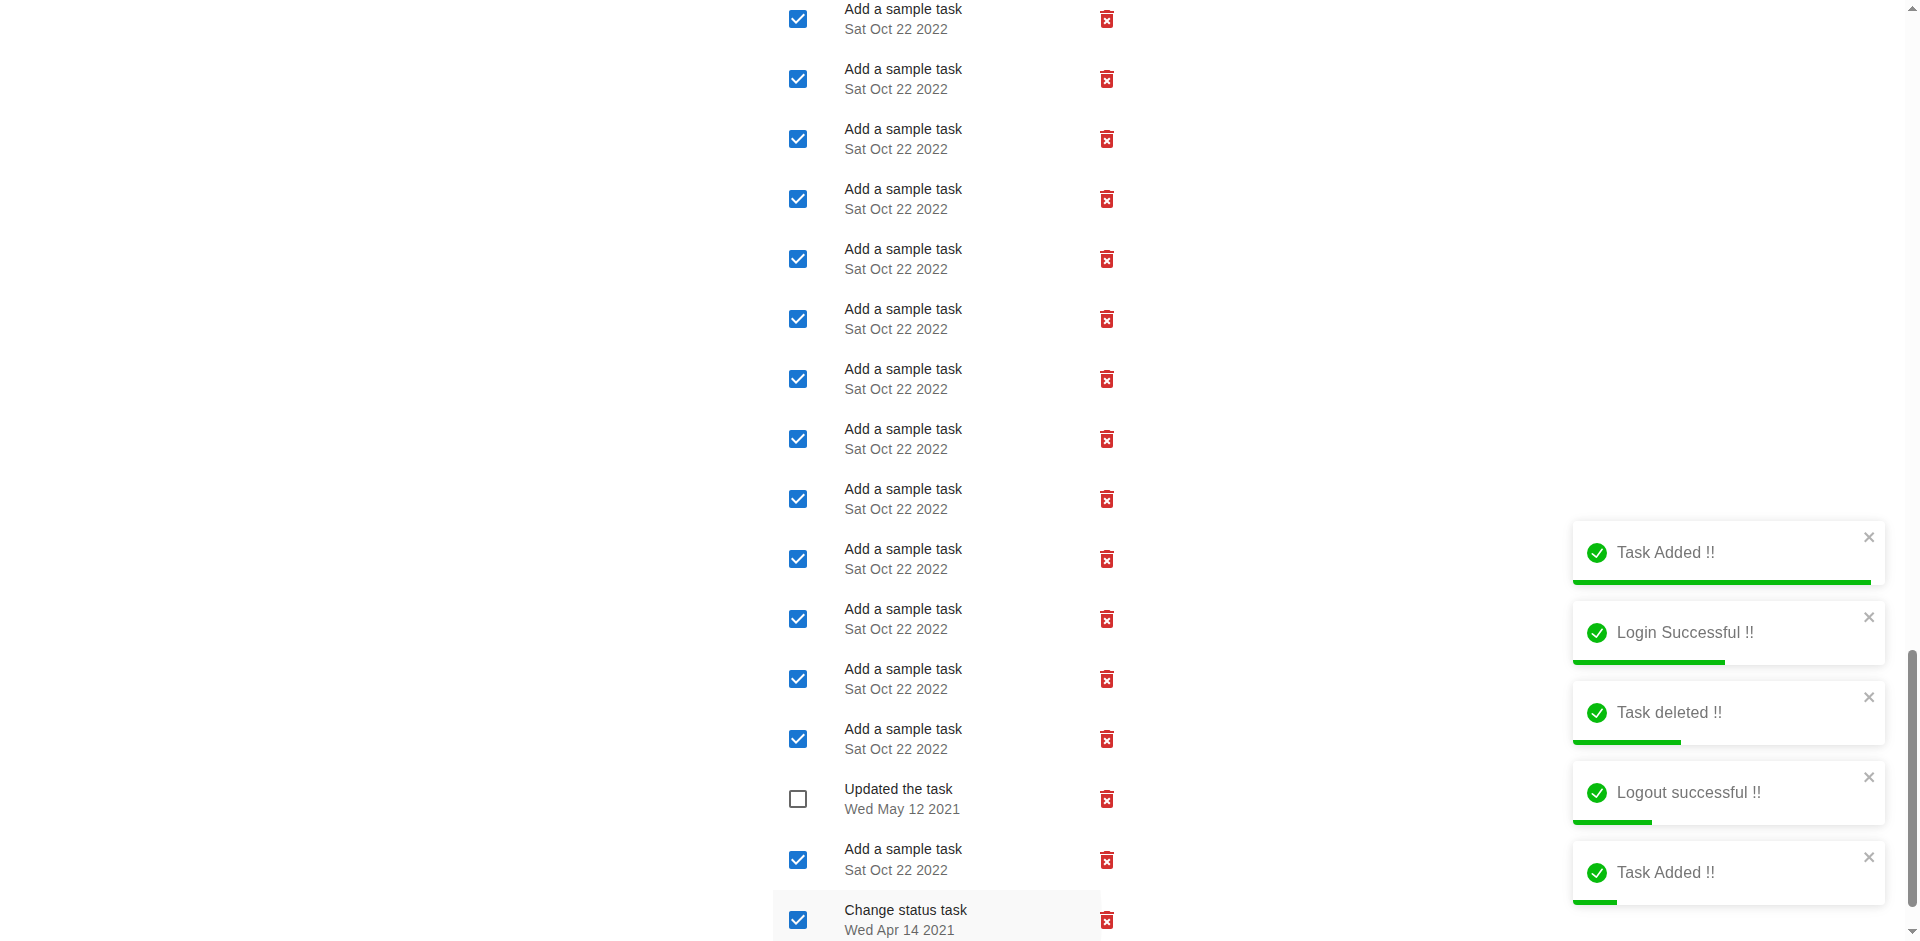 Add a sample task
Sat Oct 22 2022
Add a sample task
Sat Oct 22 2022
Add a sample task
Sat Oct 22 2022
Add a sample task
Sat Oct 22 2022
Add a sample task
Sat Oct 22 2022
Add a sample task
Sat Oct 22 2022
Add a sample task
Sat Oct 22 2022
Add a sample task
Sat Oct 22 2022
Add a sample task
Sat Oct 22 2022
Add a sample task
Sat Oct 22 2022
Add a sample task
Sat Oct 22 2022
Add a sample task
Sat Oct 22 2022
Add a sample task
Sat Oct 22 2022
Updated the task
Wed May 12 2021
Add a sample task
Sat Oct 22 2022
Change status task
Wed Apr 14 2021
Task Added !!
Login Successful !!
Task deleted !!
Logout successful !!
Task Added !!